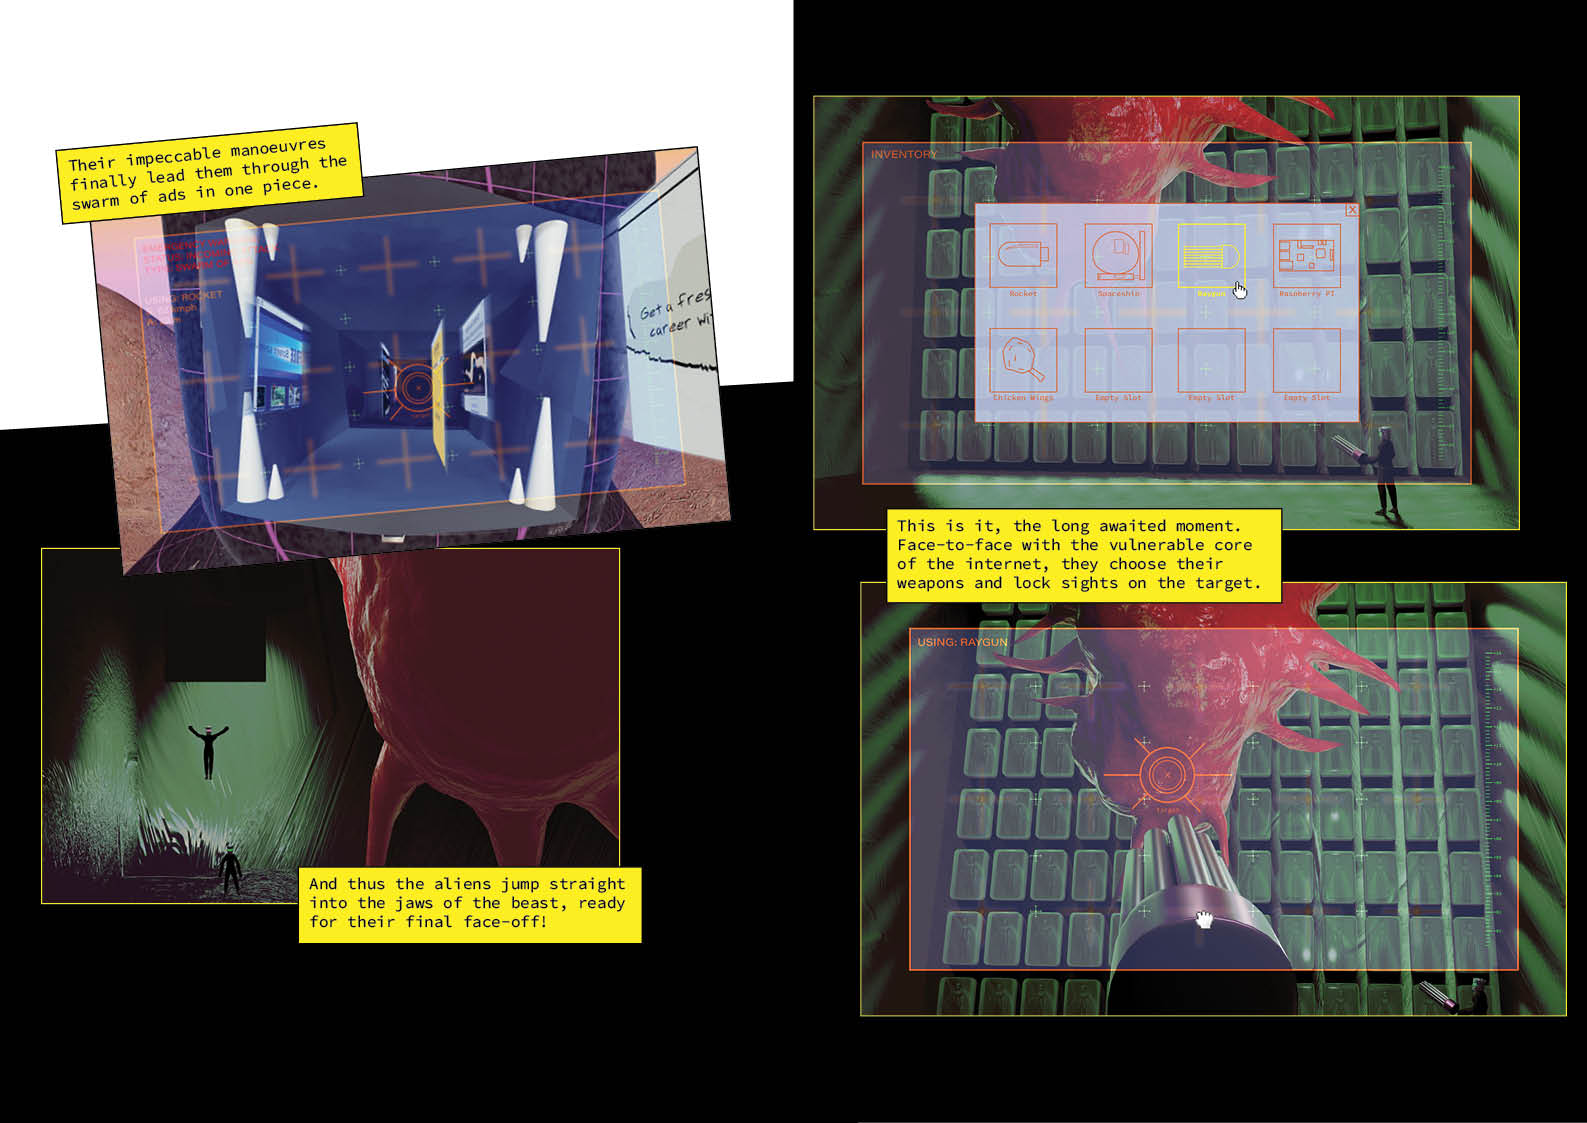 Their impeccable manoeuvres
finally lead them through the
swarm of ads in one piece.
EMERGENCY
USING: ROCKET
Get a fres
career wi
Target
And thus the aliens jump straight
into the jaws of the beast, ready
for their final face-off!
INVENTORY
X
Rocket
Spaceship
Raygun
Raspberry PI
Chicken Wings
Empty Slot
Empty Slot
Empty Slot
This is it, the long awaited moment.
Face-to-face with the vulnerable core
of the internet, they choose their
weapons and lock sights on the target.
USING: RAYGUN
Target